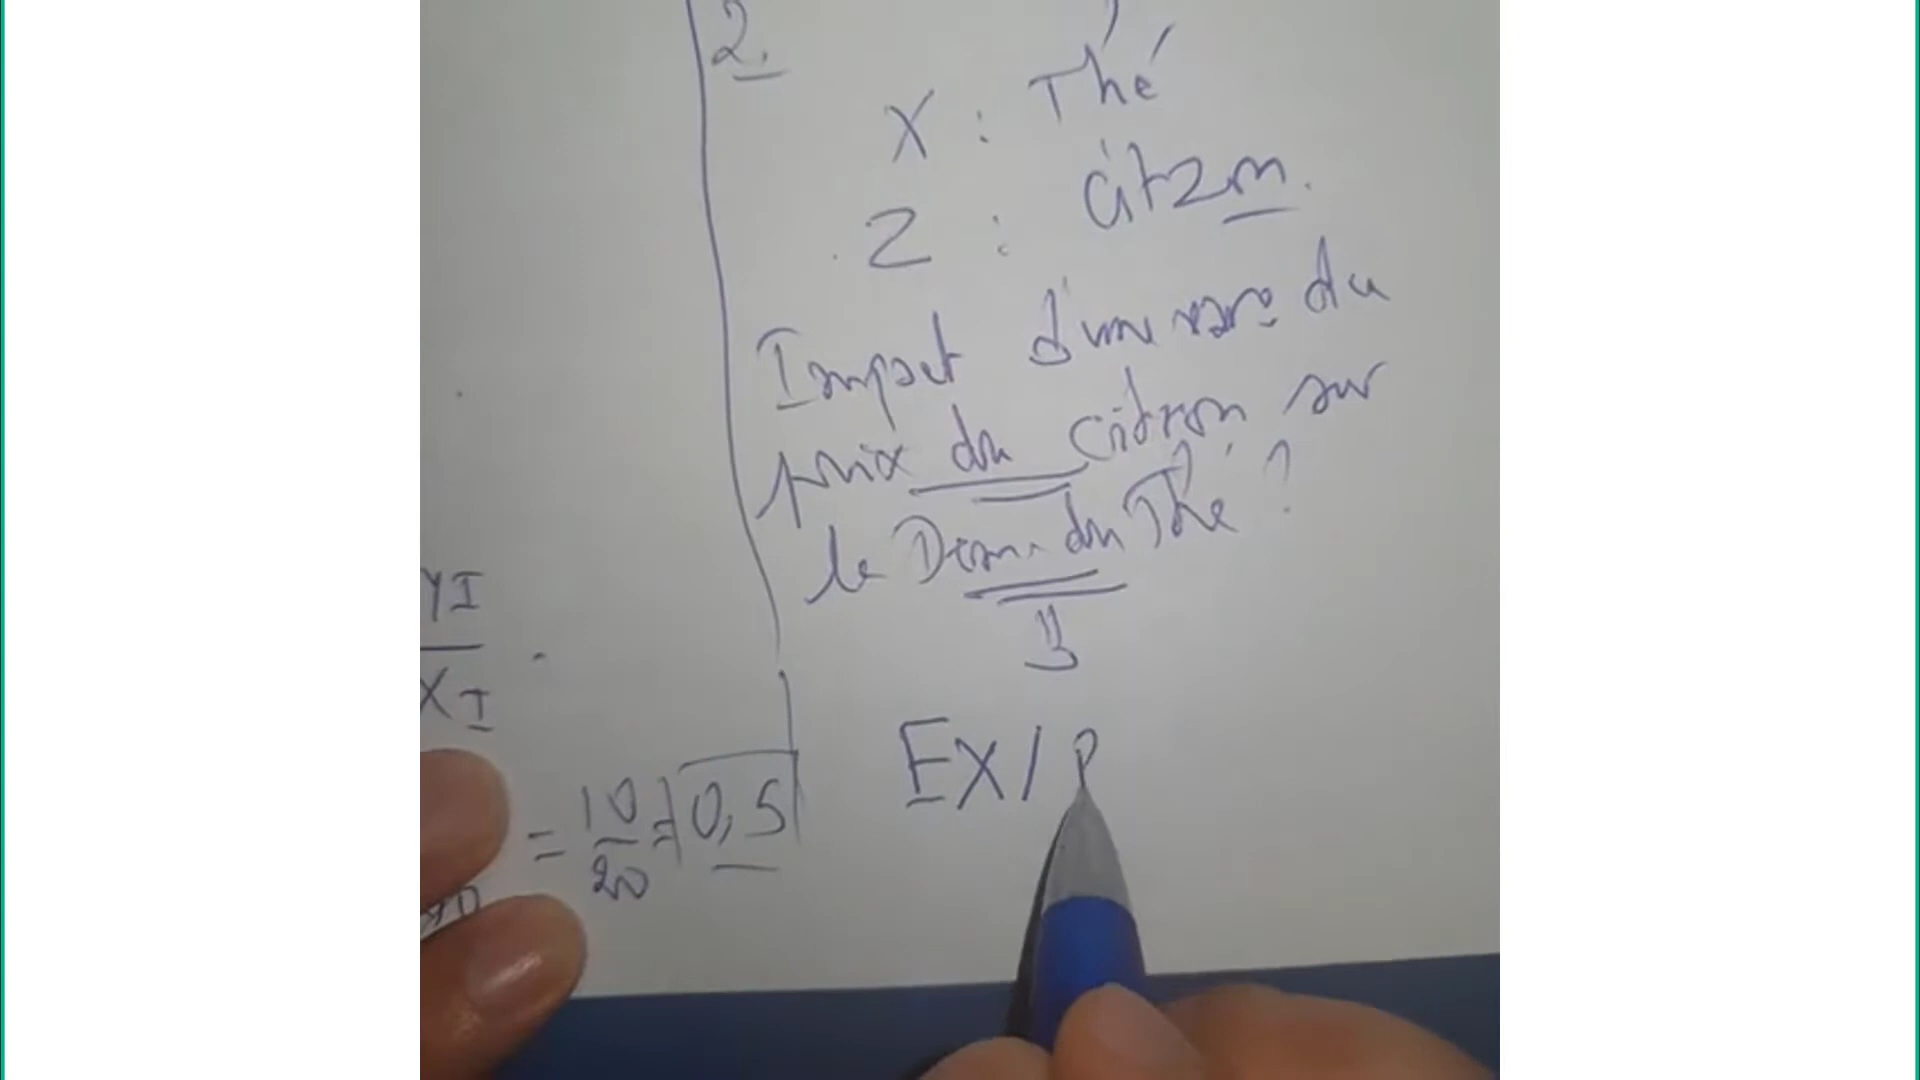 2.
X : Thé
Z : Citron.
Impact d'une var° du
prix du Citron sur
la Dem. du Thé ?
EX/P
YI
XI
= 10/20 = 0,5